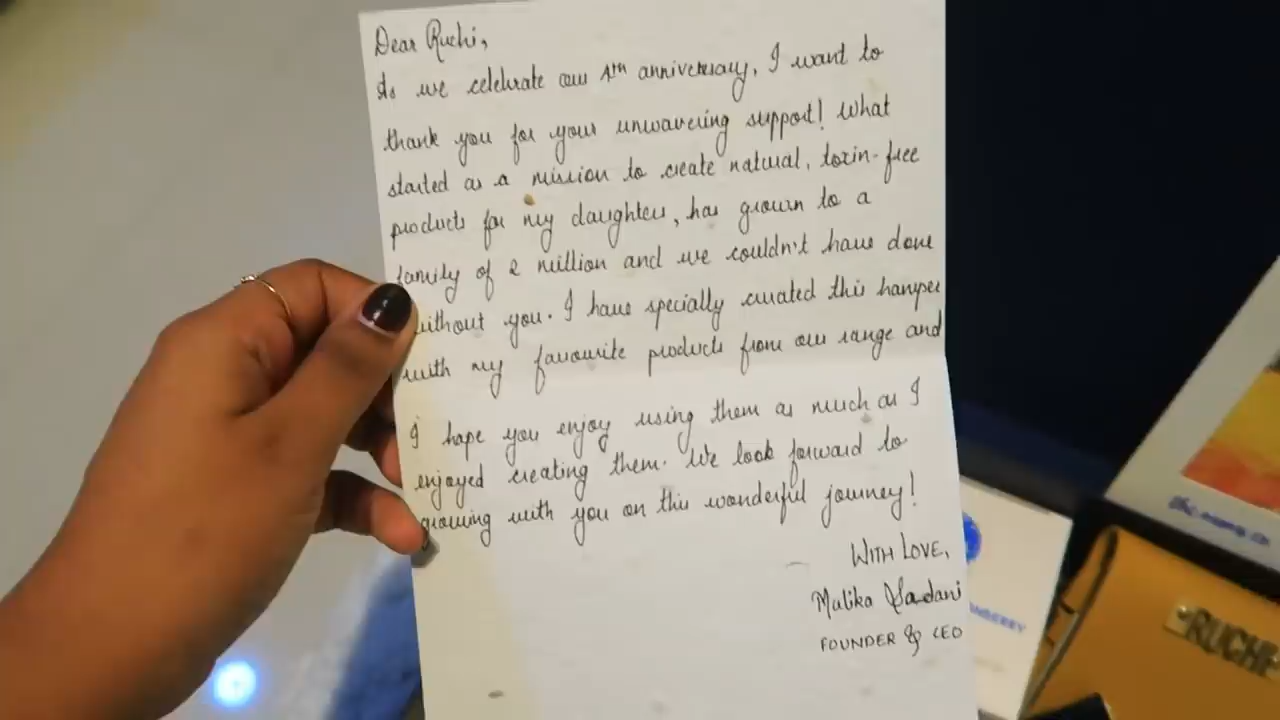 Dear Ruchi,
As we celebrate our 4th anniversary, I want to
thank you for your unwavering support! What
started as a mission to create natural, toxin-free
products for my daughters, has grown to a
family of 2 million and we couldn't have done
without you. I have specially curated this hamper
with my favourite products from our range and
I hope you enjoy using them as much as I
enjoyed creating them. We look forward to
growing with you on this wonderful journey!
WITH LOVE,
Malika Sadani
FOUNDER & CEO
RUCHI